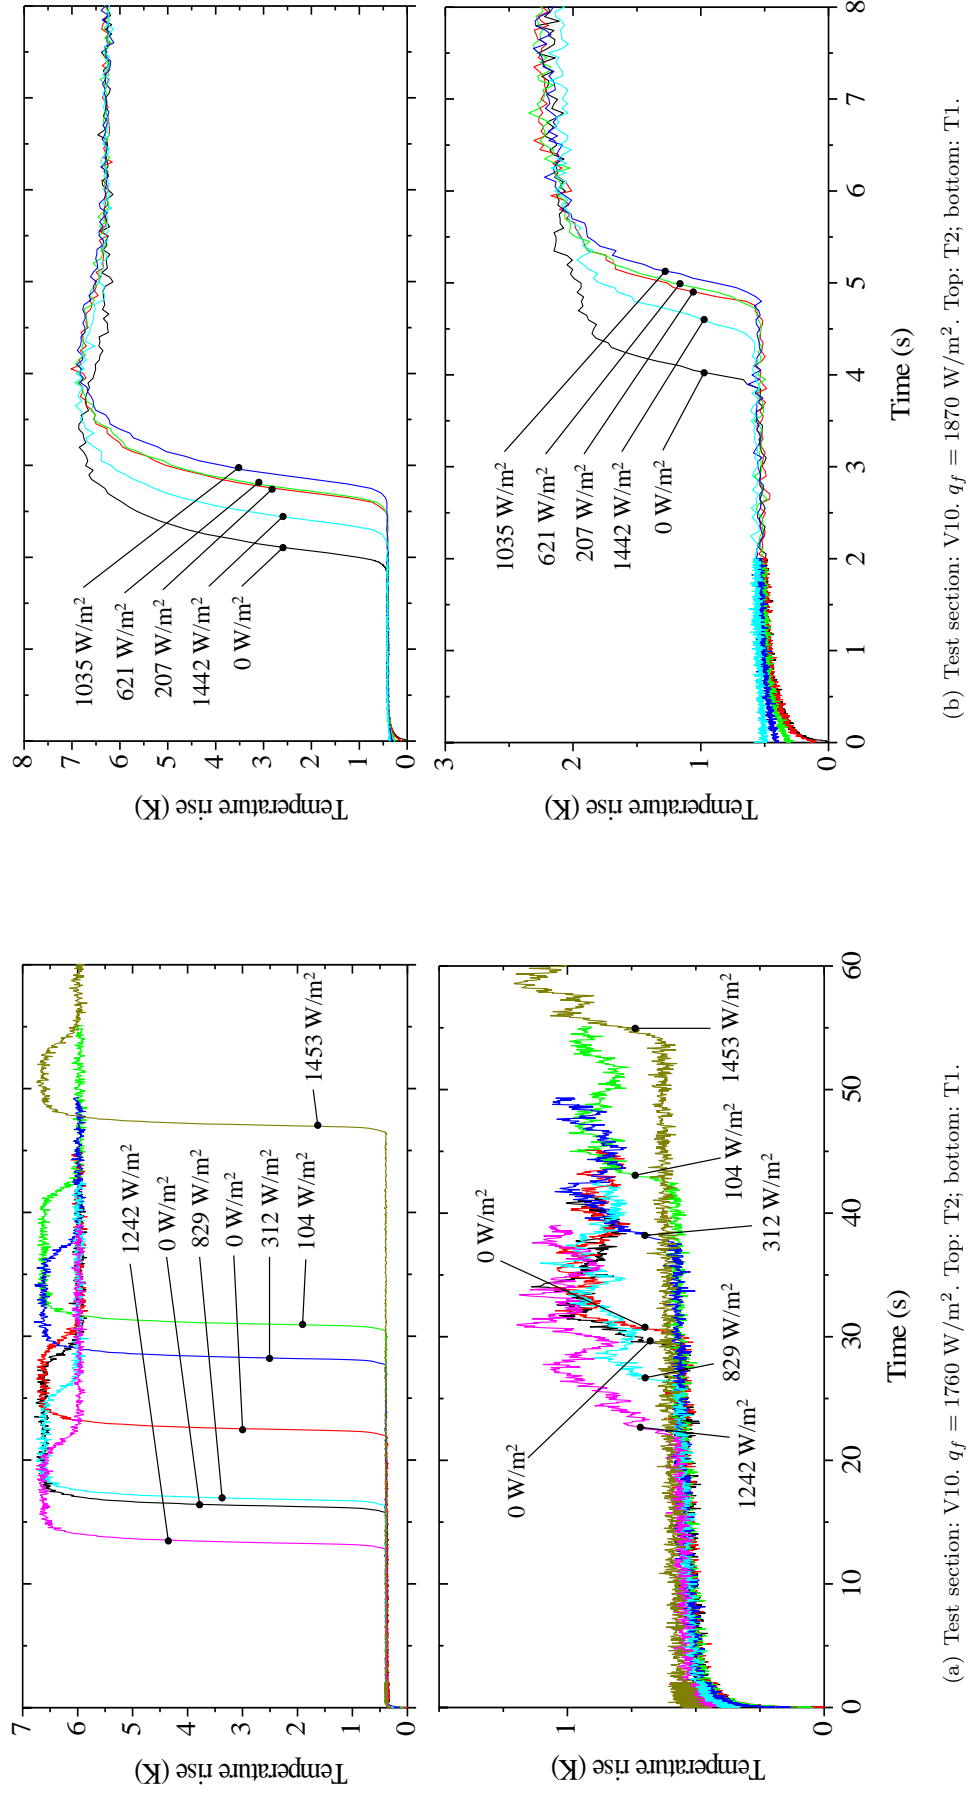 7
6
5
4
3
2
1
0
Temperature rise (K)
1242 W/m²
0 W/m²
829 W/m²
0 W/m²
312 W/m²
104 W/m²
1453 W/m²
1
0
Temperature rise (K)
0 W/m²
0 W/m²
1242 W/m²
829 W/m²
312 W/m²
104 W/m²
1453 W/m²
0 10 20 30 40 50 60
Time (s)
(a) Test section: V10. q_f = 1760 W/m². Top: T2; bottom: T1.
8
7
6
5
4
3
2
1
0
Temperature rise (K)
1035 W/m²
621 W/m²
207 W/m²
1442 W/m²
0 W/m²
3
2
1
0
Temperature rise (K)
1035 W/m²
621 W/m²
207 W/m²
1442 W/m²
0 W/m²
0 1 2 3 4 5 6 7 8
Time (s)
(b) Test section: V10. q_f = 1870 W/m². Top: T2; bottom: T1.